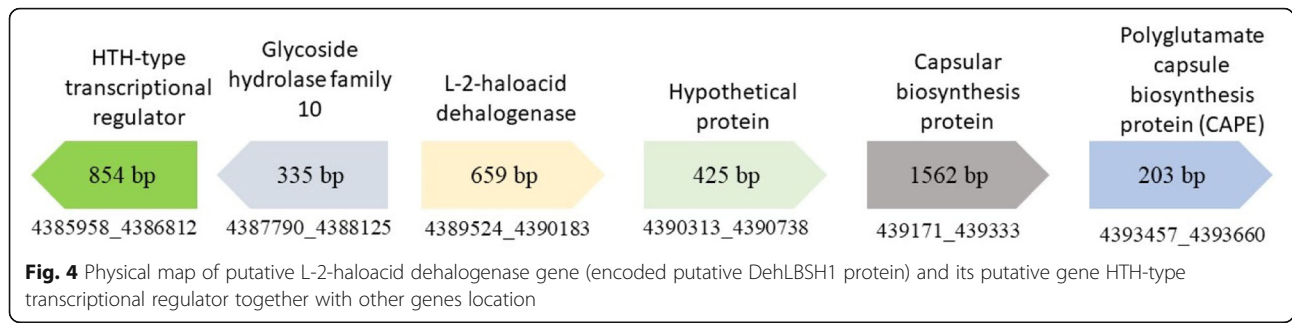 HTH-type
transcriptional
regulator
Glycoside
hydrolase family
10
L-2-haloacid
dehalogenase
Hypothetical
protein
Capsular
biosynthesis
protein
Polyglutamate
capsule
biosynthesis
protein (CAPE)
854 bp
335 bp
659 bp
425 bp
1562 bp
203 bp
4385958_4386812
4387790_4388125
4389524_4390183
4390313_4390738
439171_439333
4393457_4393660
Fig. 4 Physical map of putative L-2-haloacid dehalogenase gene (encoded putative DehLBSH1 protein) and its putative gene HTH-type
transcriptional regulator together with other genes location